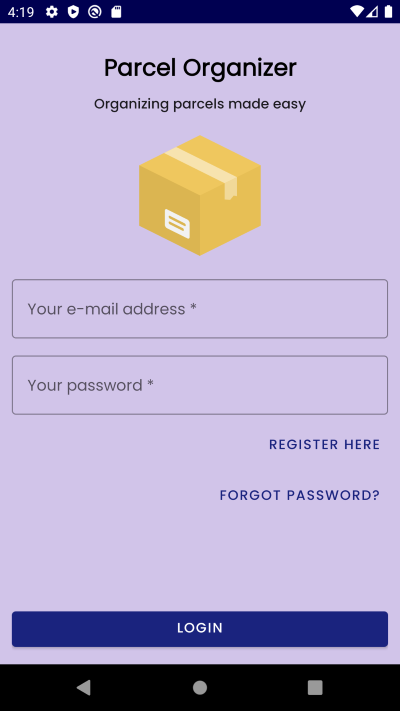 4:19
Parcel Organizer
Organizing parcels made easy
Your e-mail address *
Your password *
REGISTER HERE
FORGOT PASSWORD?
LOGIN